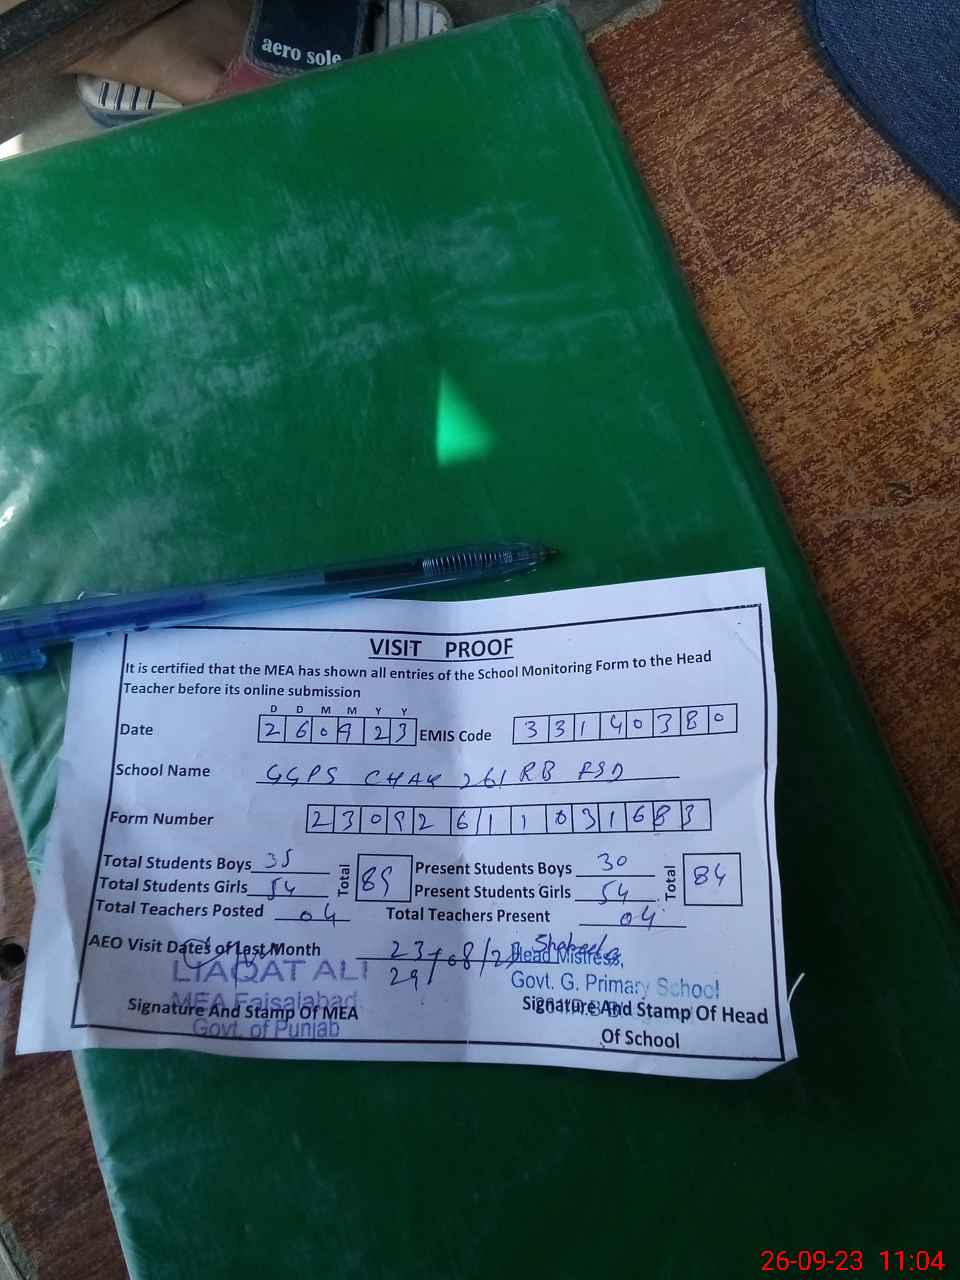 aero sole
VISIT PROOF
It is certified that the MEA has shown all entries of the School Monitoring Form to the Head
Teacher before its online submission
D D M M Y Y
Date 2 6 0 9 2 3 EMIS Code 3 3 1 4 0 3 8 0
School Name GGPS CHAK 261 RB FSD
Form Number 2 3 0 9 2 6 1 1 0 3 1 6 8 3
Total Students Boys 35 Total 89 Present Students Boys 30 Total 84
Total Students Girls 54 Present Students Girls 54
Total Teachers Posted 04 Total Teachers Present 04
AEO Visit Dates of Last Month 23
29/08/23
LIAQAT ALI
MEA Faisalabad.
Govt. of Punjab
Signature And Stamp Of MEA
Shakeela
Head Mistress,
Govt. G. Primary School
Signature And Stamp Of Head
Of School
26-09-23 11:04